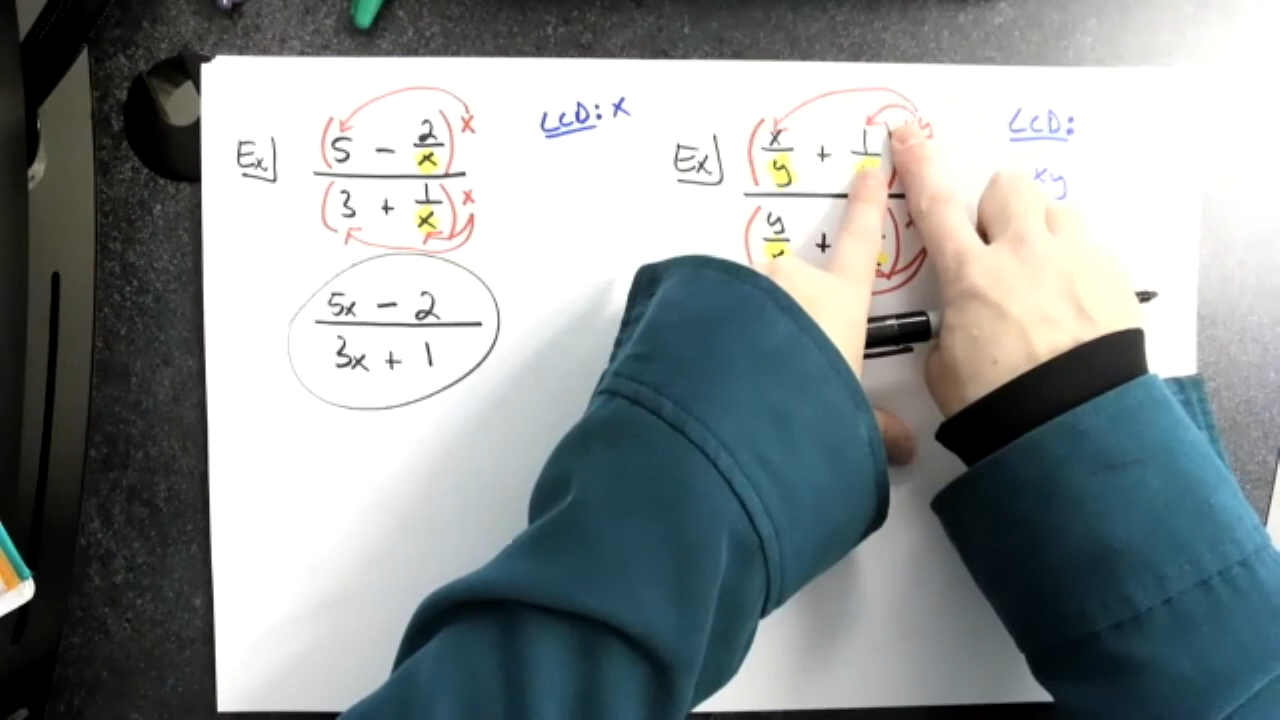 Ex] (5 - 2/x) x
(3 + 1/x) x
LCD: x
5x - 2
3x + 1
Ex] (x/y + 1 y
(y +
LCD:
xy